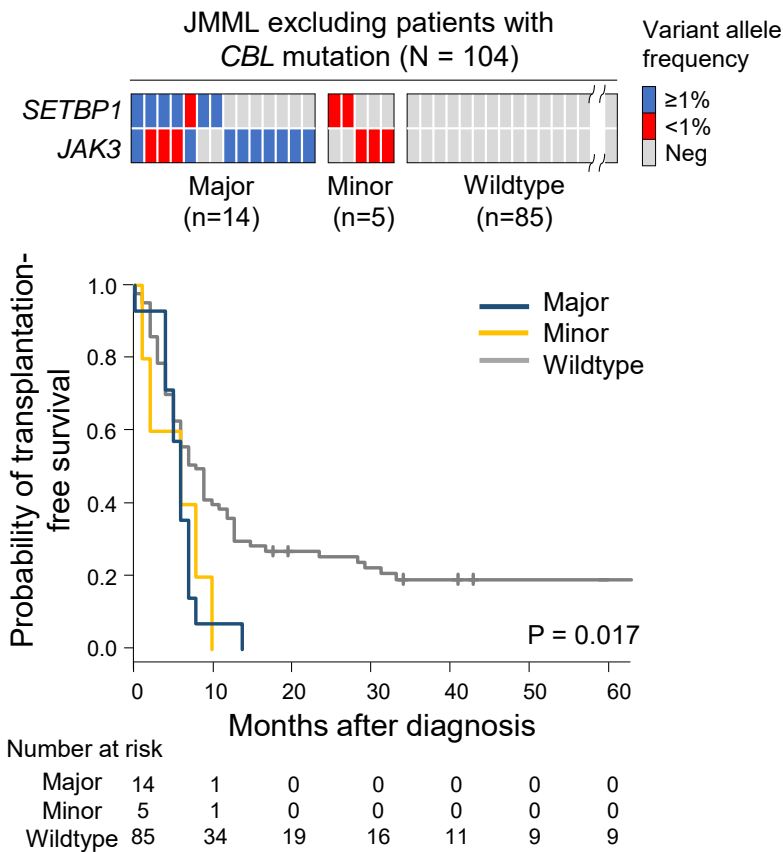 JMML excluding patients with
CBL mutation (N = 104)
Variant allele
frequency
≥1%
<1%
Neg
SETBP1
JAK3
Major
(n=14)
Minor
(n=5)
Wildtype
(n=85)
Probability of transplantation-
free survival
1.0
0.8
0.6
0.4
0.2
0.0
Major
Minor
Wildtype
P = 0.017
0 10 20 30 40 50 60
Months after diagnosis
Number at risk
Major 14 1 0 0 0 0 0
Minor 5 1 0 0 0 0 0
Wildtype 85 34 19 16 11 9 9